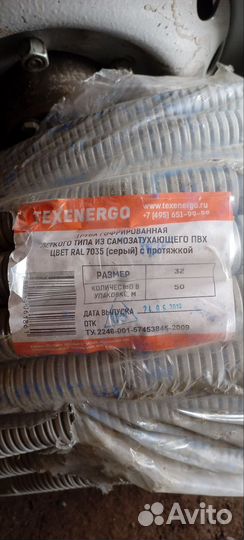 TEXENERGO
www.texenergo.ru
+7 (495) 651-99-99
ТРУБА ГОФРИРОВАННАЯ
ЛЕГКОГО ТИПА ИЗ САМОЗАТУХАЮЩЕГО ПВХ
ЦВЕТ RAL 7035 (серый) с протяжкой
РАЗМЕР 32
КОЛИЧЕСТВО В УПАКОВКЕ, М 50
ДАТА ВЫПУСКА
ОТК
ТУ 2248-001-57453845-2009
Avito